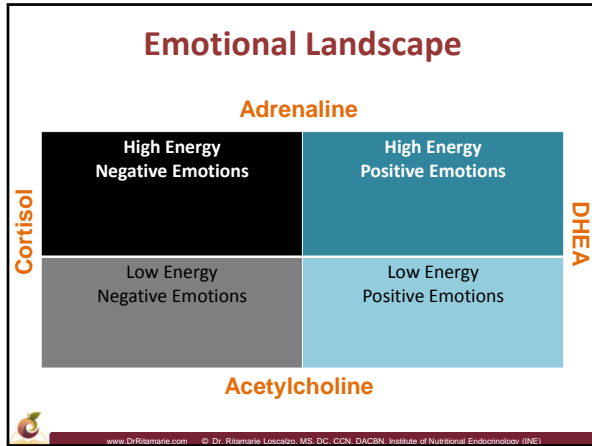 Emotional Landscape
Adrenaline
High Energy
Negative Emotions
High Energy
Positive Emotions
Cortisol
DHEA
Low Energy
Negative Emotions
Low Energy
Positive Emotions
Acetylcholine
www.DrRitamarie.com © Dr. Ritamarie Loscalzo, MS, DC, CCN, DACBN, Institute of Nutritional Endocrinology (INE)